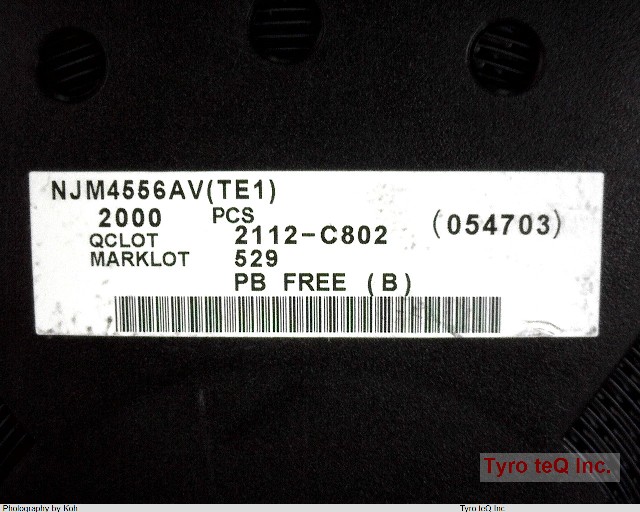 NJM4556AV(TE1)
2000 PCS
(054703)
QCLOT 2112-C802
MARKLOT 529
PB FREE (B)
Tyro teQ Inc.
Photography by Koh
Tyro teQ Inc